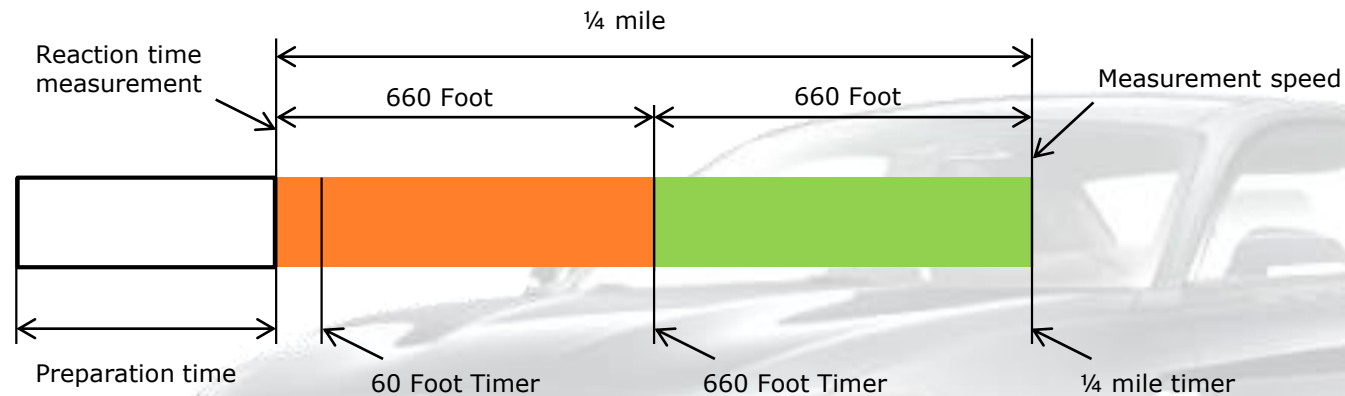 ¼ mile
Reaction time
measurement
660 Foot
660 Foot
Measurement speed
Preparation time
60 Foot Timer
660 Foot Timer
¼ mile timer